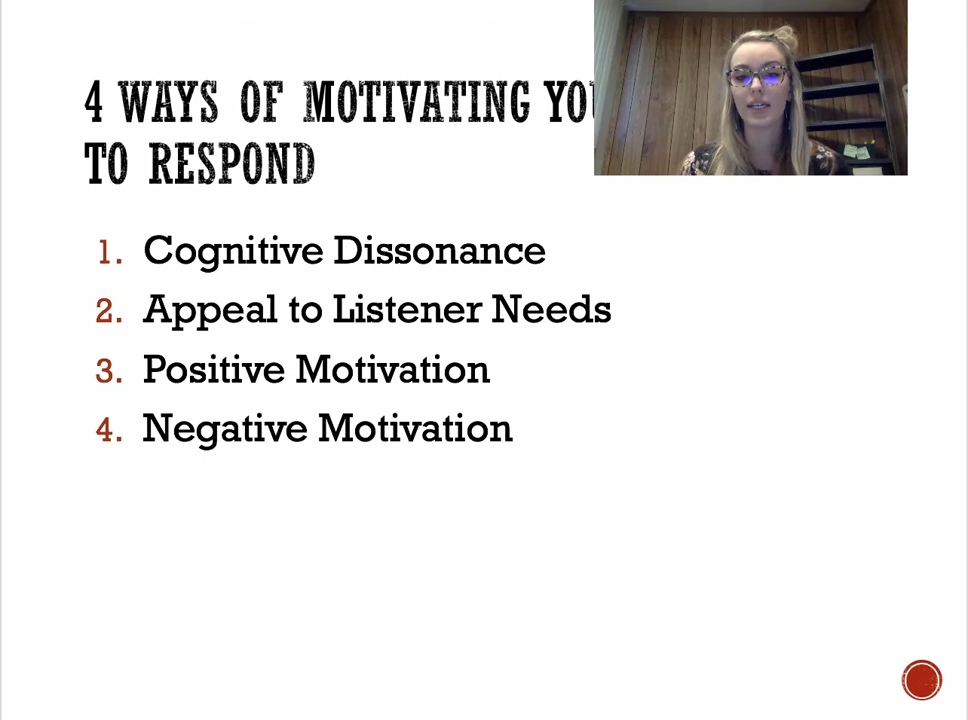 4 WAYS OF MOTIVATING
TO RESPOND
1. Cognitive Dissonance
2. Appeal to Listener Needs
3. Positive Motivation
4. Negative Motivation